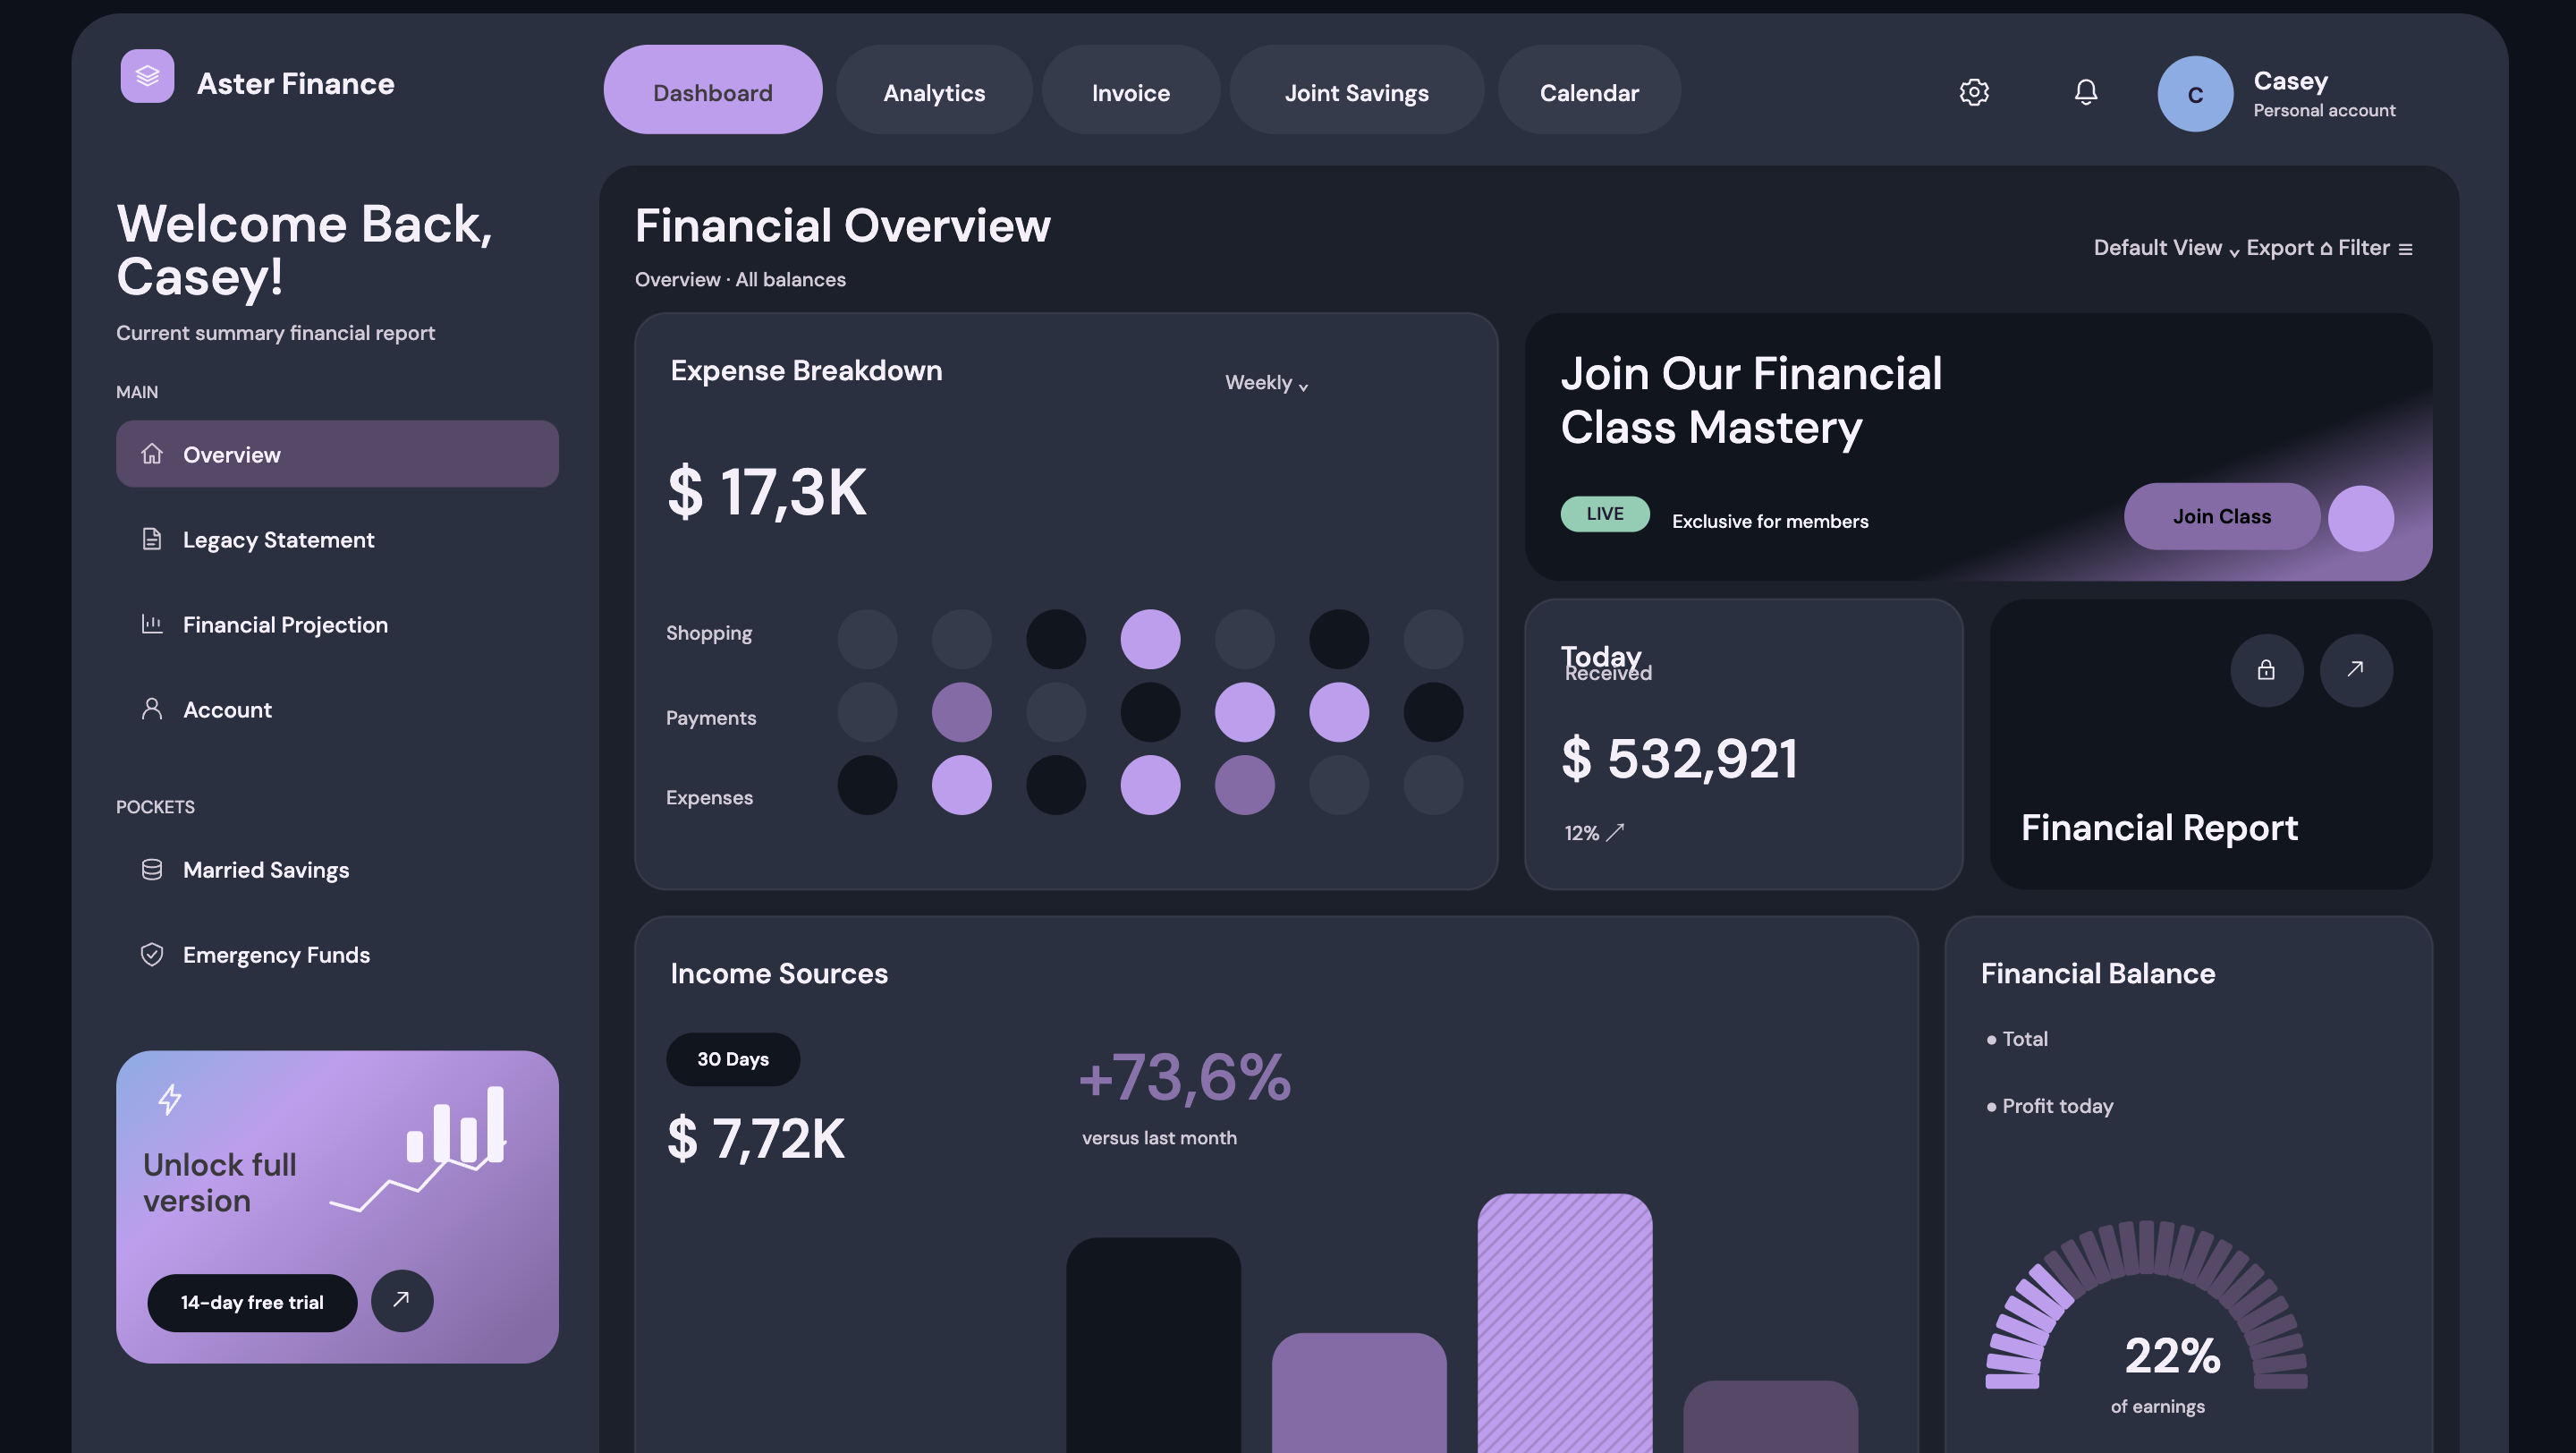 Aster Finance
Dashboard
Analytics
Invoice
Joint Savings
Calendar
C
Casey
Personal account
Welcome Back,
Casey!
Current summary financial report
MAIN
Overview
Legacy Statement
Financial Projection
Account
POCKETS
Married Savings
Emergency Funds
Unlock full
version
14-day free trial
Financial Overview
Overview · All balances
Default View Export Filter
Expense Breakdown
Weekly
$ 17,3K
Shopping
Payments
Expenses
Join Our Financial
Class Mastery
LIVE
Exclusive for members
Join Class
Today
Received
$ 532,921
12%
Financial Report
Income Sources
30 Days
$ 7,72K
+73,6%
versus last month
Financial Balance
Total
Profit today
22%
of earnings